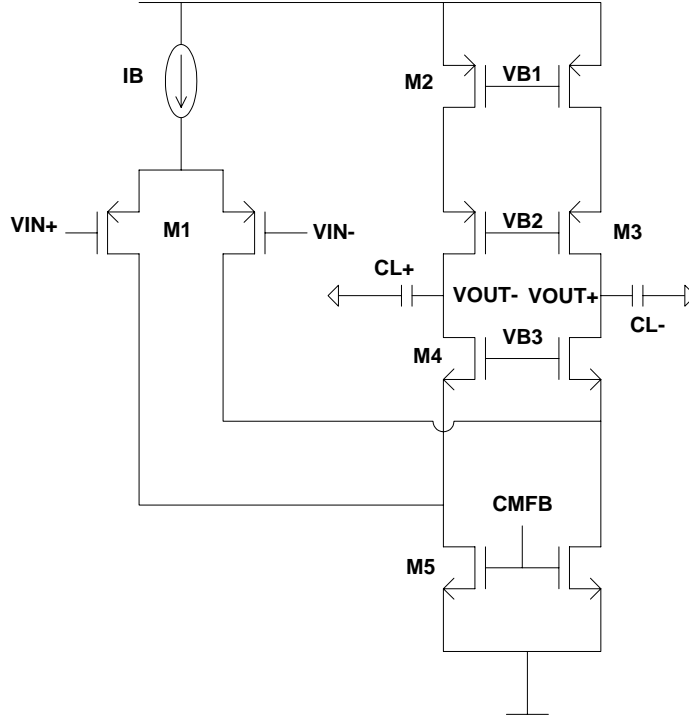 IB
M2
VB1
VIN+
M1
VIN-
VB2
M3
CL+
VOUT-
VOUT+
CL-
M4
VB3
CMFB
M5